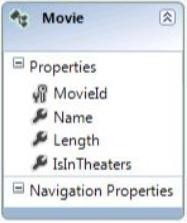 Movie
Properties
MovieId
Name
Length
IsInTheaters
Navigation Properties